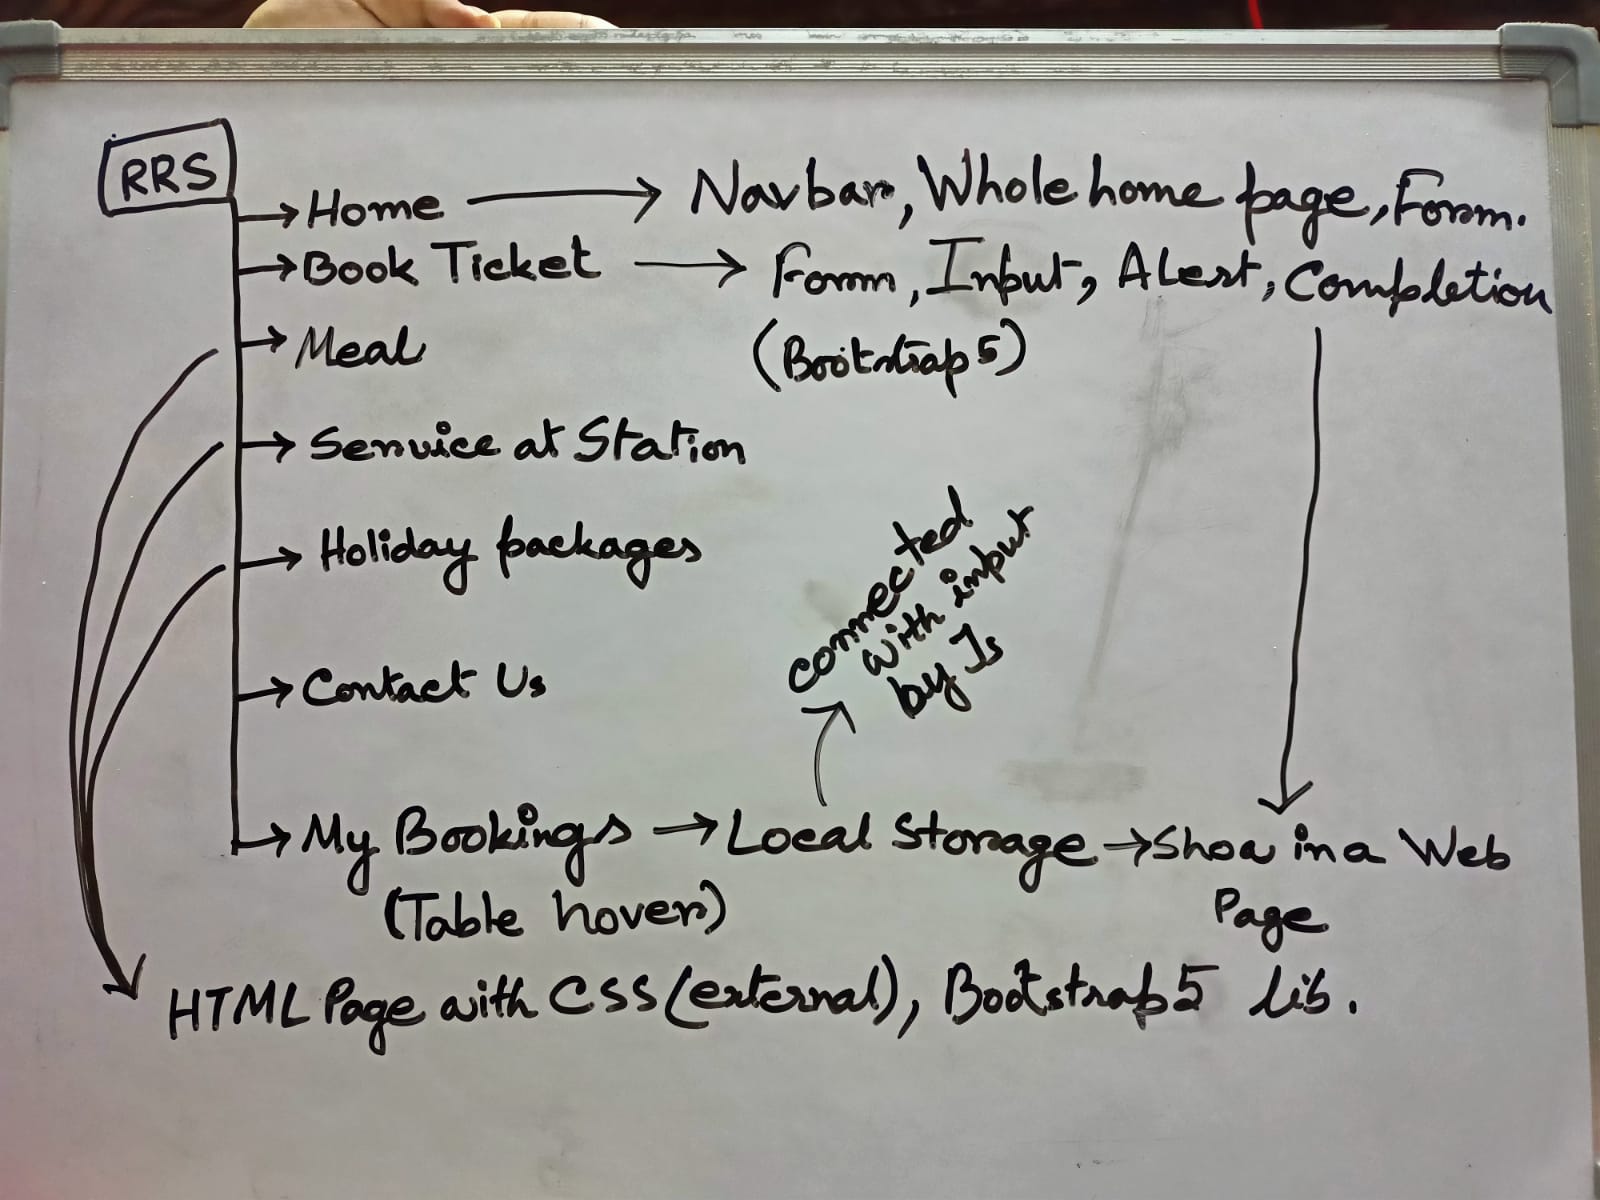 RRS
Home → Navbar, Whole home page, Form.
Book Ticket → Form, Input, Alert, Completion
(Bootstrap 5)
Meal
Service at Station
Holiday packages
Contact Us
connected
with input
by Js
My Bookings → Local Storage → Show in a Web
Page
(Table hover)
HTML Page with CSS (external), Bootstrap 5 lib.